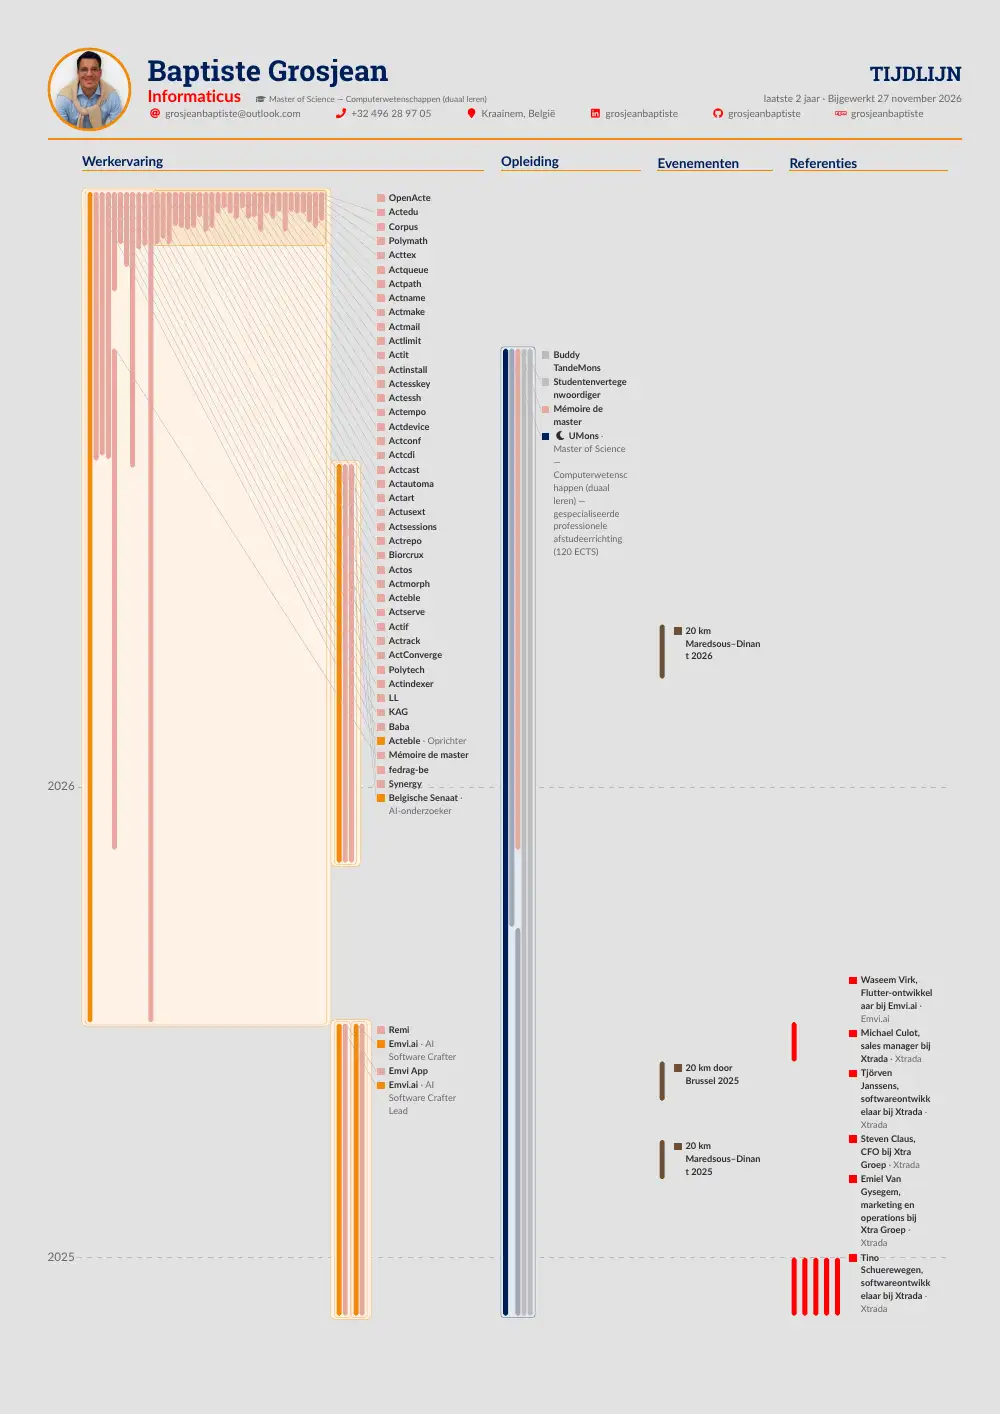 Baptiste Grosjean
TIJDLIJN
Informaticus
Master of Science — Computerwetenschappen (duaal leren)
laatste 2 jaar · Bijgewerkt 27 november 2026
grosjeanbaptiste@outlook.com
+32 496 28 97 05
Kraainem, België
grosjeanbaptiste
grosjeanbaptiste
grosjeanbaptiste
Werkervaring
Opleiding
Evenementen
Referenties
OpenActe
Actedu
Corpus
Polymath
Acttex
Actqueue
Actpath
Actname
Actmake
Actmail
Actlimit
Actit
Actinstall
Actesskey
Actessh
Actempo
Actdevice
Actconf
Actcdi
Actcast
Actautoma
Actart
Actusext
Actsessions
Actrepo
Biorcrux
Actos
Actmorph
Acteble
Actserve
Actif
Actrack
ActConverge
Polytech
Actindexer
LL
KAG
Baba
Acteble · Oprichter
Mémoire de master
fedrag-be
Synergy
Belgische Senaat ·
AI-onderzoeker
Remi
Emvi.ai · AI
Software Crafter
Emvi App
Emvi.ai · AI
Software Crafter
Lead
Buddy
TandeMons
Studentenvertege
nwoordiger
Mémoire de
master
UMons ·
Master of Science
—
Computerwetensc
happen (duaal
leren) —
gespecialiseerde
professionele
afstudeerrichting
(120 ECTS)
20 km
Maredsous–Dinan
t 2026
20 km door
Brussel 2025
20 km
Maredsous–Dinan
t 2025
Waseem Virk,
Flutter-ontwikkel
aar bij Emvi.ai ·
Emvi.ai
Michael Culot,
sales manager bij
Xtrada · Xtrada
Tjörven
Janssens,
softwareontwikk
elaar bij Xtrada ·
Xtrada
Steven Claus,
CFO bij Xtra
Groep · Xtrada
Emiel Van
Gysegem,
marketing en
operations bij
Xtra Groep ·
Xtrada
Tino
Schuerewegen,
softwareontwikk
elaar bij Xtrada ·
Xtrada
2026
2025